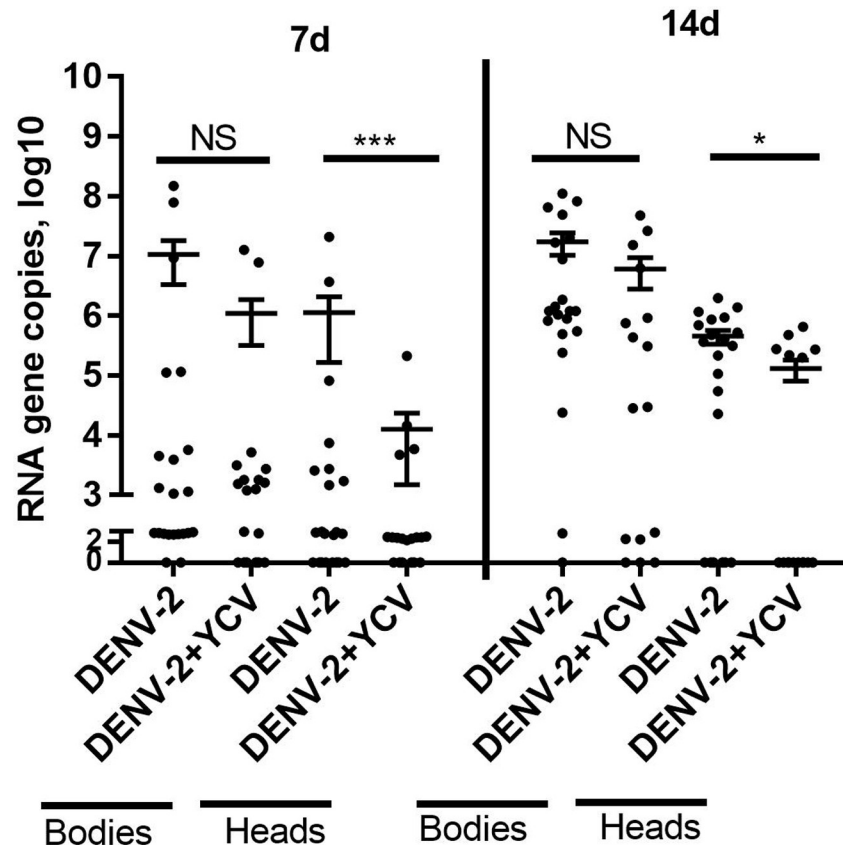 7d
14d
RNA gene copies, log10
10
9
8
7
6
5
4
3
2
0
NS
***
NS
*
DENV-2
DENV-2+YCV
DENV-2
DENV-2+YCV
DENV-2
DENV-2+YCV
DENV-2
DENV-2+YCV
Bodies
Heads
Bodies
Heads